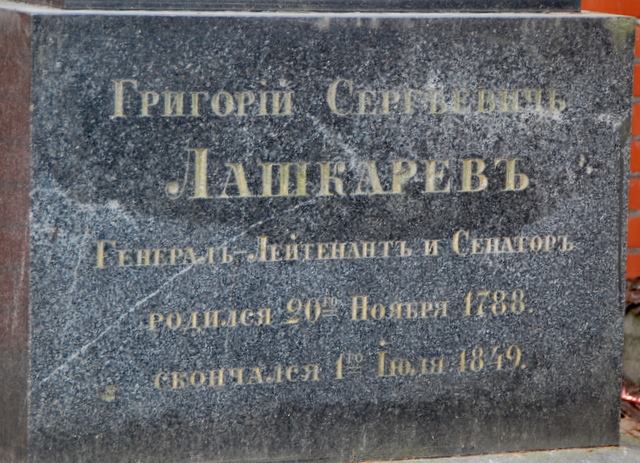 Григорій Сергѣевичъ
Лашкаревъ
Генералъ-Лейтенантъ и Сенаторъ
родился 20го Ноября 1788.
скончался 1го Іюля 1849.